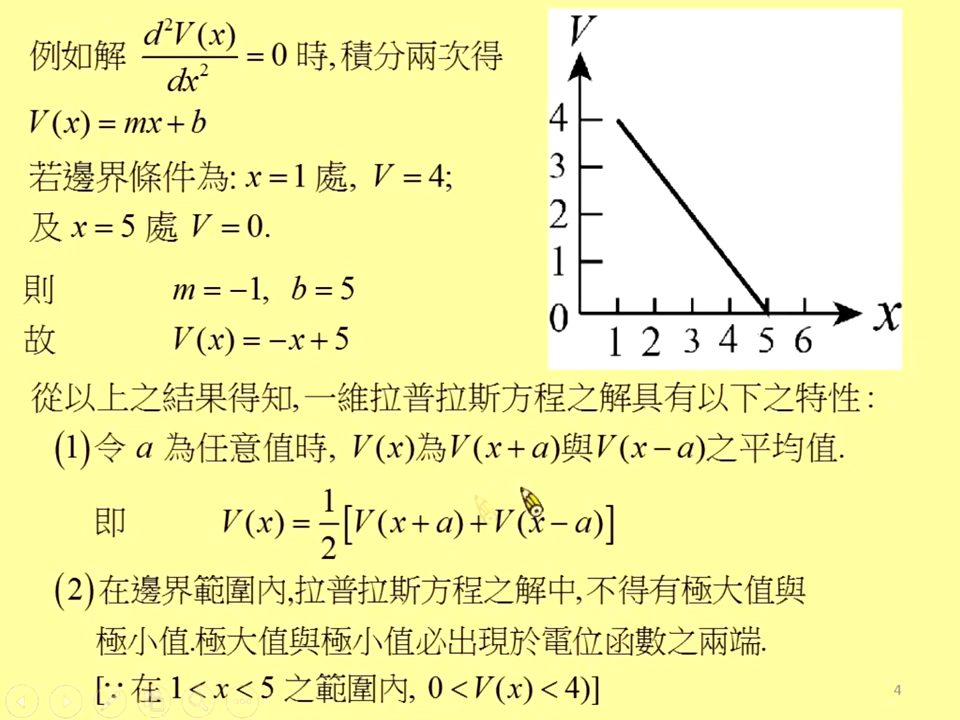 例如解 d²V(x)/dx² = 0 時,積分兩次得
V(x) = mx + b
若邊界條件為: x = 1 處, V = 4;
及 x = 5 處 V = 0.
則 m = −1, b = 5
故 V(x) = −x + 5
V
4
3
2
1
0
1 2 3 4 5 6
x
從以上之結果得知,一維拉普拉斯方程之解具有以下之特性:
(1)令 a 為任意值時, V(x)為V(x + a)與V(x − a)之平均值.
即 V(x) = 1/2 [V(x + a) + V(x − a)]
(2)在邊界範圍內,拉普拉斯方程之解中,不得有極大值與
極小值.極大值與極小值必出現於電位函數之兩端.
[∵ 在 1 < x < 5 之範圍內, 0 < V(x) < 4)]
4